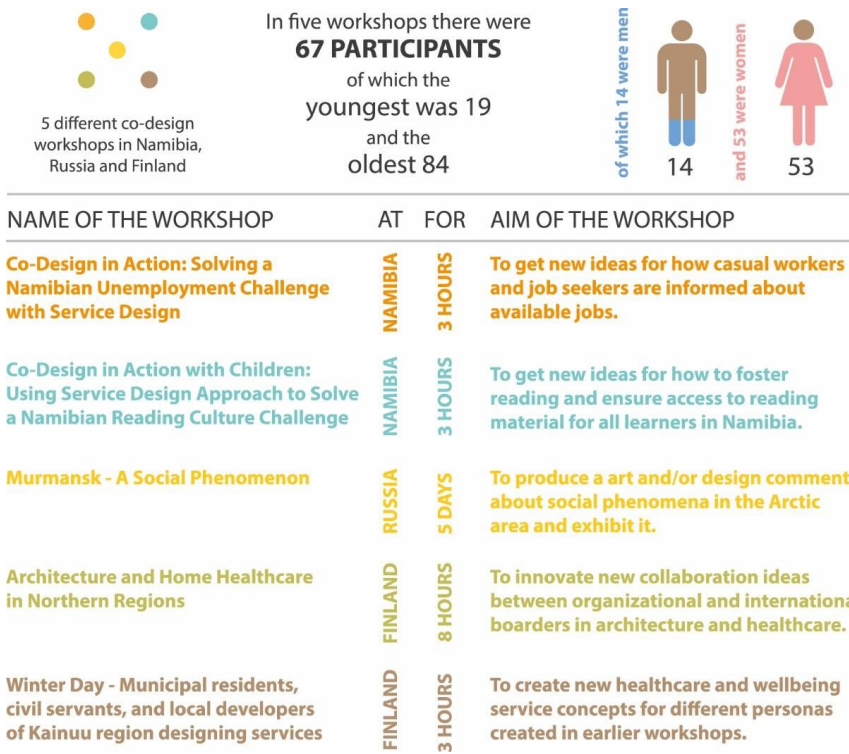 5 different co-design
workshops in Namibia,
Russia and Finland
In five workshops there were
67 PARTICIPANTS
of which the
youngest was 19
and the
oldest 84
of which 14 were men
14
and 53 were women
53
NAME OF THE WORKSHOP AT FOR AIM OF THE WORKSHOP
Co-Design in Action: Solving a
Namibian Unemployment Challenge
with Service Design
NAMIBIA
3 HOURS
To get new ideas for how casual workers
and job seekers are informed about
available jobs.
Co-Design in Action with Children:
Using Service Design Approach to Solve
a Namibian Reading Culture Challenge
NAMIBIA
3 HOURS
To get new ideas for how to foster
reading and ensure access to reading
material for all learners in Namibia.
Murmansk - A Social Phenomenon
RUSSIA
5 DAYS
To produce a art and/or design comment
about social phenomena in the Arctic
area and exhibit it.
Architecture and Home Healthcare
in Northern Regions
FINLAND
8 HOURS
To innovate new collaboration ideas
between organizational and internationa
boarders in architecture and healthcare.
Winter Day - Municipal residents,
civil servants, and local developers
of Kainuu region designing services
FINLAND
3 HOURS
To create new healthcare and wellbeing
service concepts for different personas
created in earlier workshops.